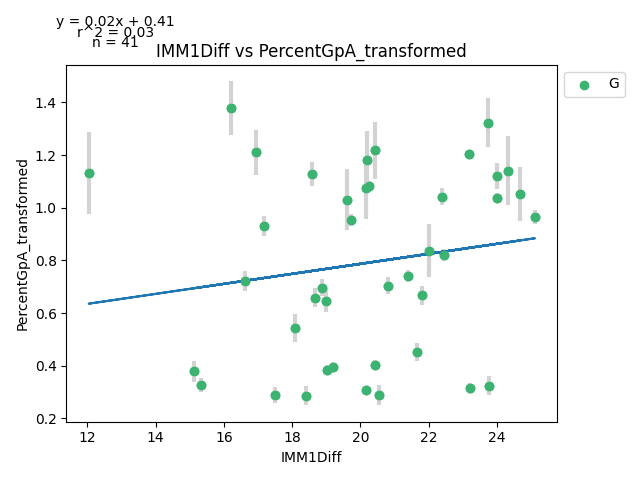 y = 0.02x + 0.41
r^2 = 0.03
n = 41
IMM1Diff vs PercentGpA_transformed
G
PercentGpA_transformed
1.4
1.2
1.0
0.8
0.6
0.4
0.2
12 14 16 18 20 22 24
IMM1Diff